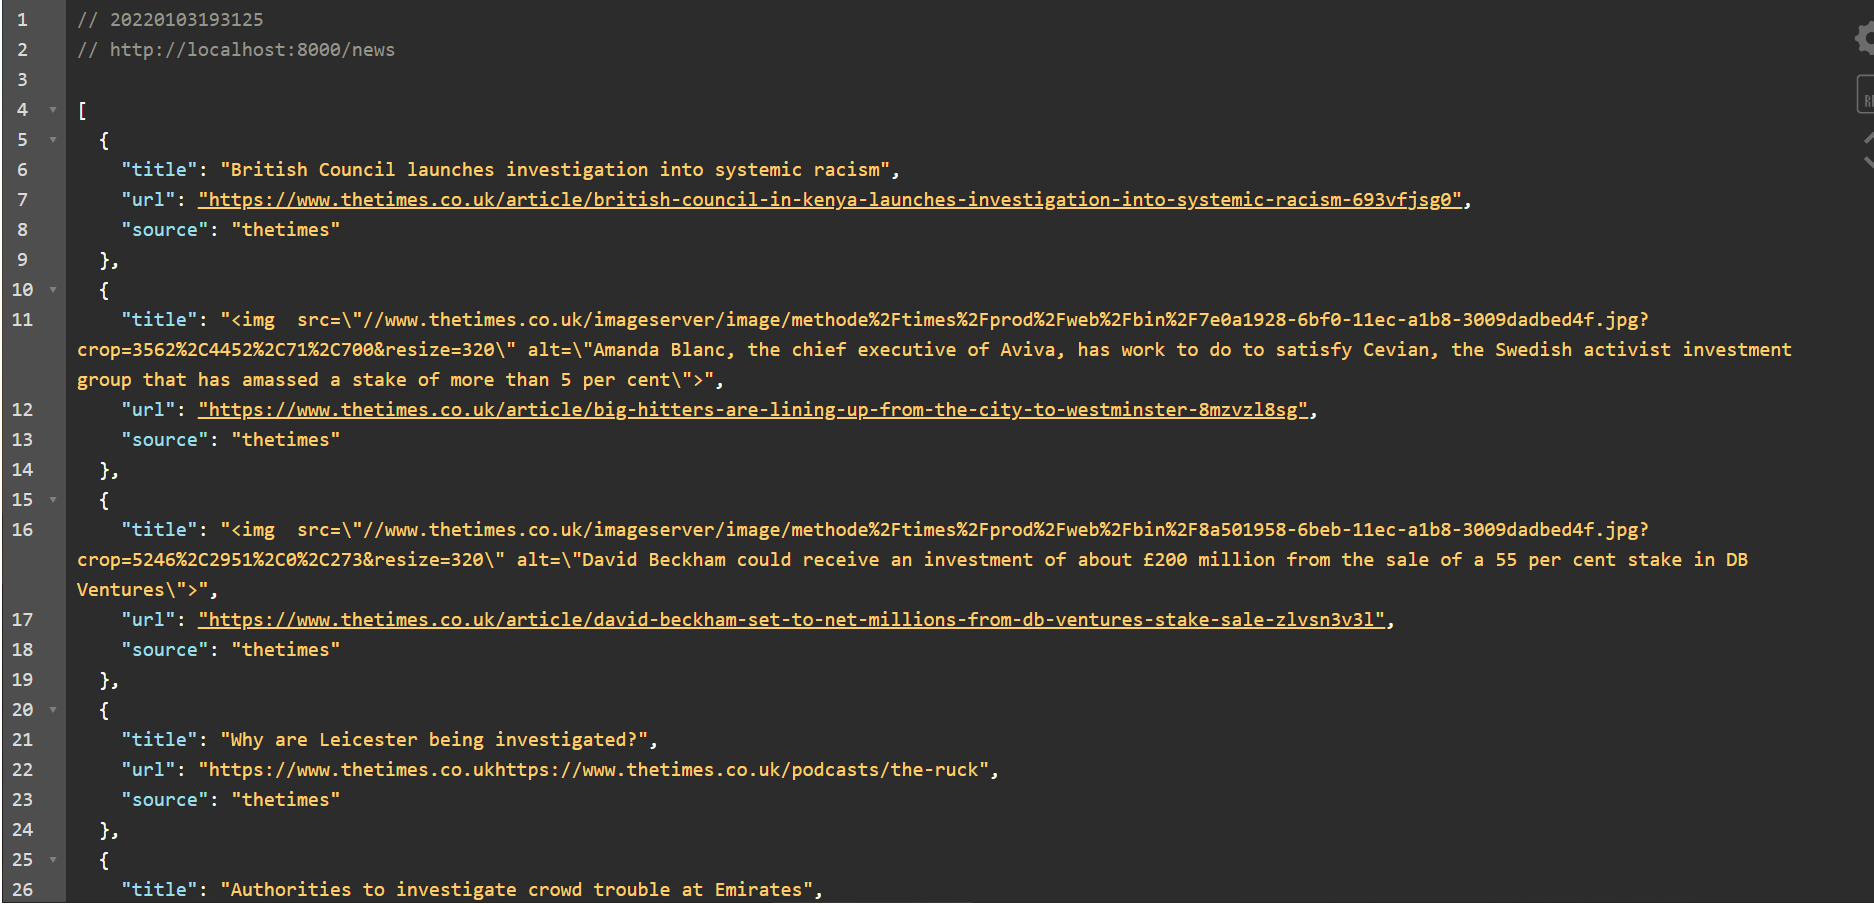 1 // 20220103193125
2 // http://localhost:8000/news
3
4 [
5 {
6 "title": "British Council launches investigation into systemic racism",
7 "url": "https://www.thetimes.co.uk/article/british-council-in-kenya-launches-investigation-into-systemic-racism-693vfjsg0",
8 "source": "thetimes"
9 },
10 {
11 "title": "<img  src=\"//www.thetimes.co.uk/imageserver/image/methode%2Ftimes%2Fprod%2Fweb%2Fbin%2F7e0a1928-6bf0-11ec-a1b8-3009dadbed4f.jpg?
crop=3562%2C4452%2C71%2C700&resize=320\" alt=\"Amanda Blanc, the chief executive of Aviva, has work to do to satisfy Cevian, the Swedish activist investment
group that has amassed a stake of more than 5 per cent\">",
12 "url": "https://www.thetimes.co.uk/article/big-hitters-are-lining-up-from-the-city-to-westminster-8mzvzl8sg",
13 "source": "thetimes"
14 },
15 {
16 "title": "<img  src=\"//www.thetimes.co.uk/imageserver/image/methode%2Ftimes%2Fprod%2Fweb%2Fbin%2F8a501958-6beb-11ec-a1b8-3009dadbed4f.jpg?
crop=5246%2C2951%2C0%2C273&resize=320\" alt=\"David Beckham could receive an investment of about £200 million from the sale of a 55 per cent stake in DB
Ventures\">",
17 "url": "https://www.thetimes.co.uk/article/david-beckham-set-to-net-millions-from-db-ventures-stake-sale-zlvsn3v3l",
18 "source": "thetimes"
19 },
20 {
21 "title": "Why are Leicester being investigated?",
22 "url": "https://www.thetimes.co.ukhttps://www.thetimes.co.uk/podcasts/the-ruck",
23 "source": "thetimes"
24 },
25 {
26 "title": "Authorities to investigate crowd trouble at Emirates",